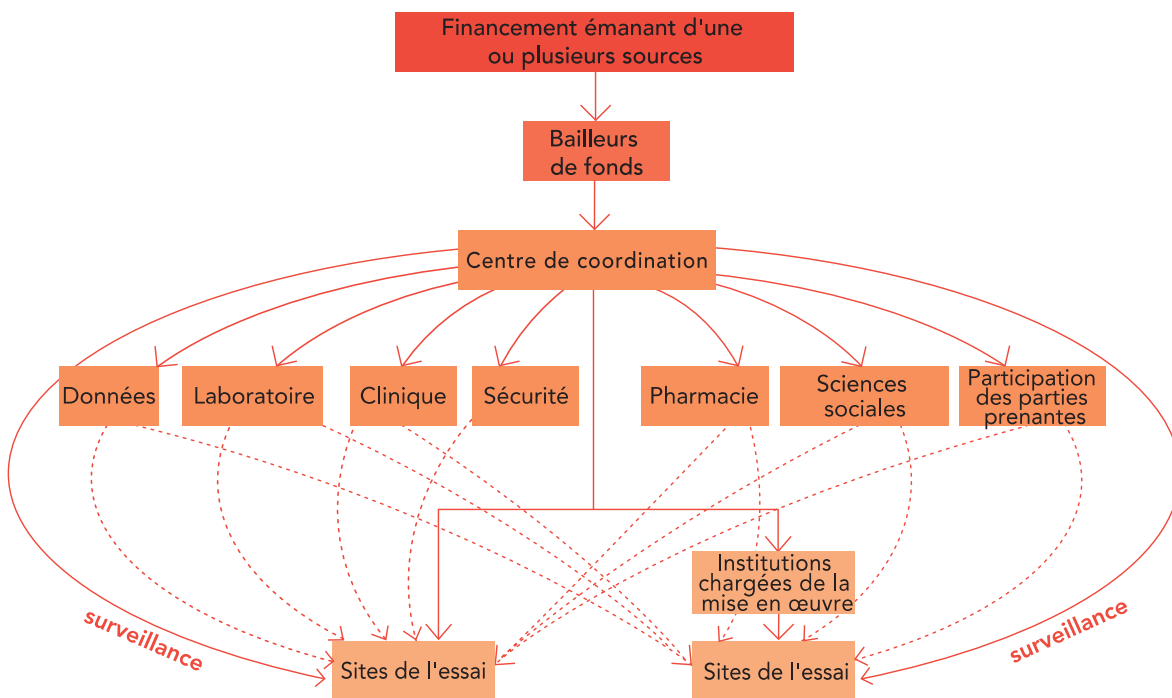 Financement émanant d'une
ou plusieurs sources
Bailleurs
de fonds
Centre de coordination
Données
Laboratoire
Clinique
Sécurité
Pharmacie
Sciences
sociales
Participation
des parties
prenantes
Institutions
chargées de la
mise en œuvre
surveillance
surveillance
Sites de l'essai
Sites de l'essai